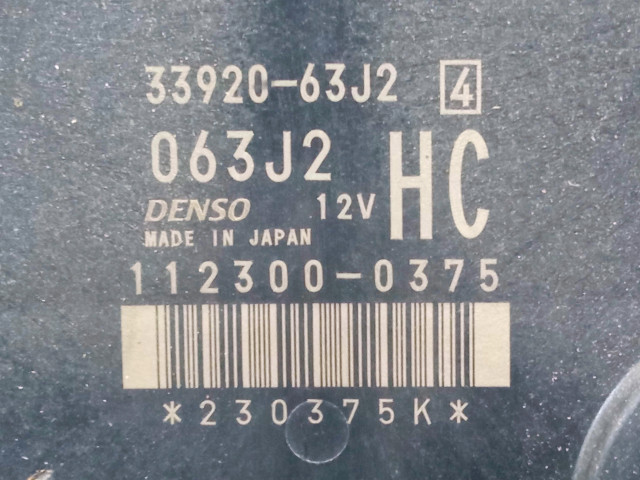 33920-63J2 4
063J2 HC
DENSO 12V
MADE IN JAPAN
112300-0375
*230375K*